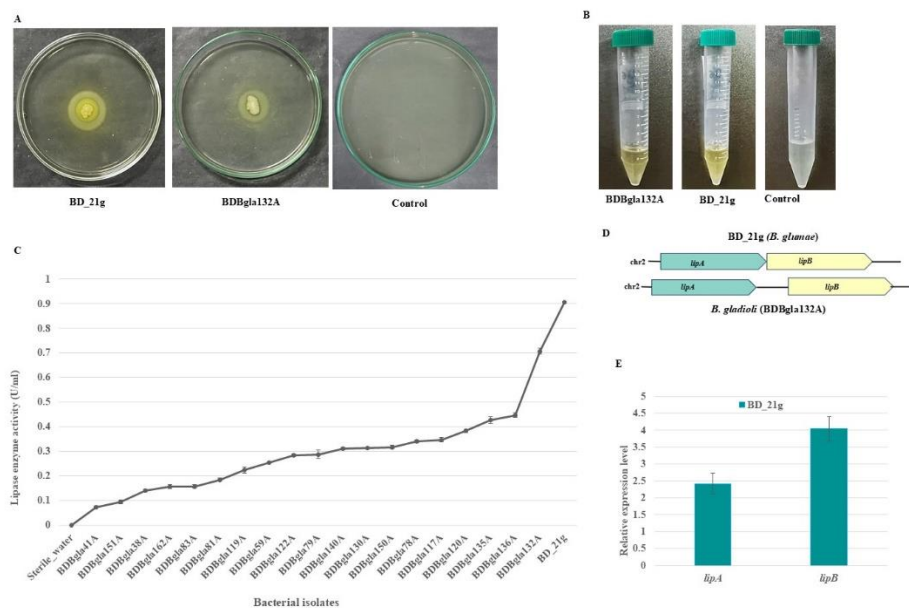 A
BD_21g
BDBgla132A
Control
B
BDBgla132A
BD_21g
Control
C
Lipase enzyme activity (U/ml)
1
0.9
0.8
0.7
0.6
0.5
0.4
0.3
0.2
0.1
0
Sterile_water
BDBgla41A
BDBgla151A
BDBgla38A
BDBgla162A
BDBgla83A
BDBgla81A
BDBgla119A
BDBgla59A
BDBgla122A
BDBgla79A
BDBgla140A
BDBgla130A
BDBgla150A
BDBgla78A
BDBgla117A
BDBgla120A
BDBgla135A
BDBgla136A
BDBgla132A
BD_21g
Bacterial isolates
D
BD_21g (B. glumae)
chr2 lipA lipB
chr2 lipA lipB
B. gladioli (BDBgla132A)
E
BD_21g
Relative expression level
5
4.5
4
3.5
3
2.5
2
1.5
1
0.5
0
lipA lipB